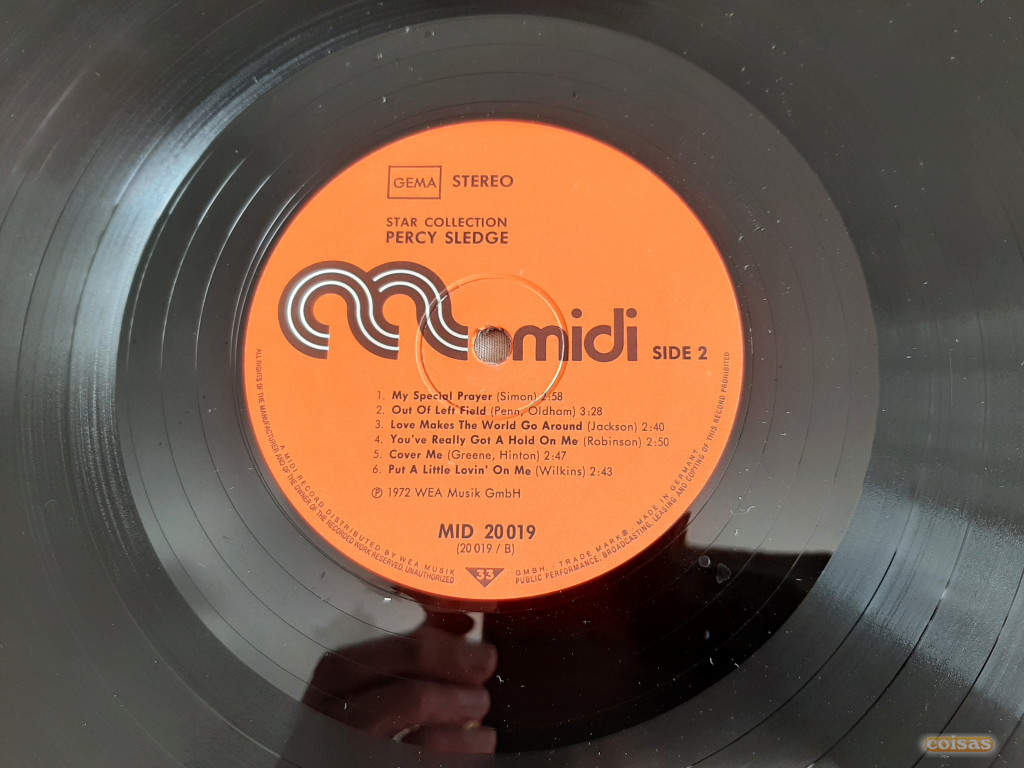 GEMA STEREO
STAR COLLECTION
PERCY SLEDGE
midi SIDE 2
1. My Special Prayer (Simon) 2:58
2. Out Of Left Field (Penn, Oldham) 3:28
3. Love Makes The World Go Around (Jackson) 2:40
4. You've Really Got A Hold On Me (Robinson) 2:50
5. Cover Me (Greene, Hinton) 2:47
6. Put A Little Lovin' On Me (Wilkins) 2:43
℗ 1972 WEA Musik GmbH
MID 20 019
(20 019 / B)
33
A MIDI RECORD DISTRIBUTED BY WEA MUSIK GMBH. · TRADE MARK® · MADE IN GERMANY
ALL RIGHTS OF THE MANUFACTURER AND OF THE OWNER OF THE RECORDED WORK RESERVED. UNAUTHORIZED PUBLIC PERFORMANCE, BROADCASTING, LEASING AND COPYING OF THIS RECORD PROHIBITED
coisas